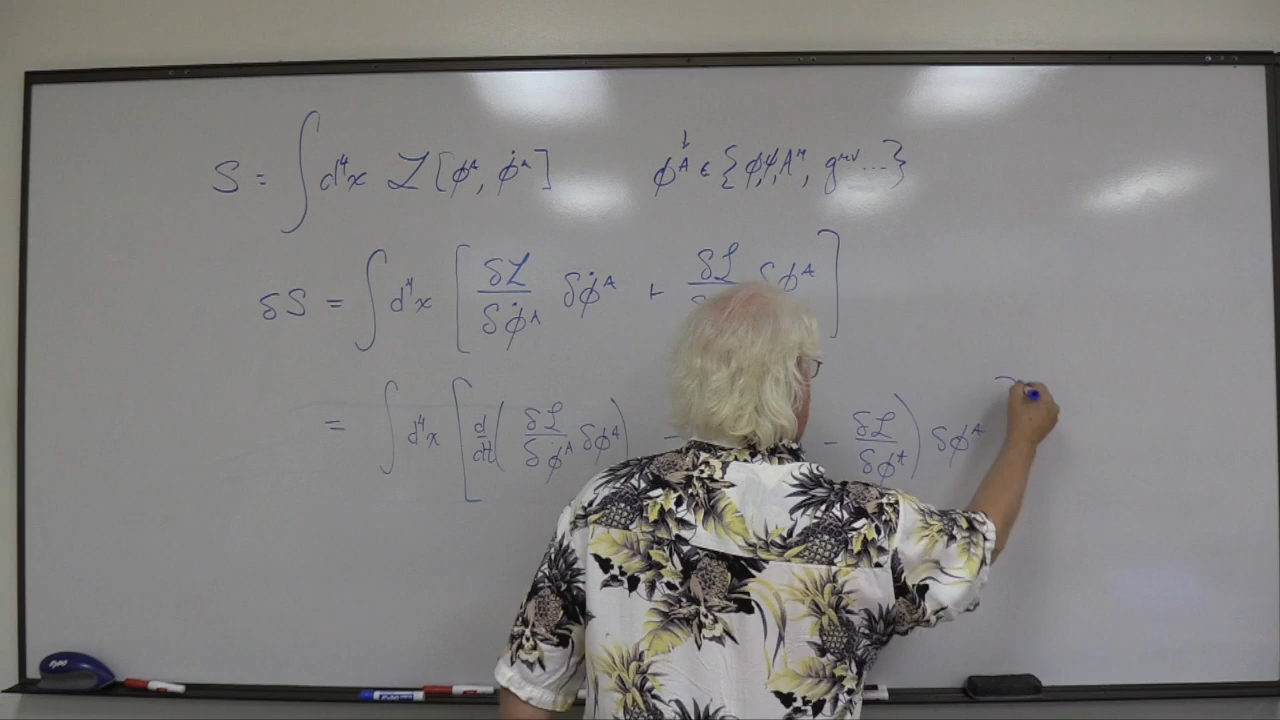 S = ∫ d⁴x ℒ [φᴬ, φ̇ᴬ] φᴬ ε {φ, ψ, Aᵘ, gᵘᵛ ...}
δS = ∫ d⁴x [ δℒ/δφ̇ᴬ δφ̇ᴬ + δℒ/δ δφᴬ ]
= ∫ d⁴x [ d/dt ( δℒ/δφ̇ᴬ δφᴬ ) - - δℒ/δφᴬ ) δφᴬ